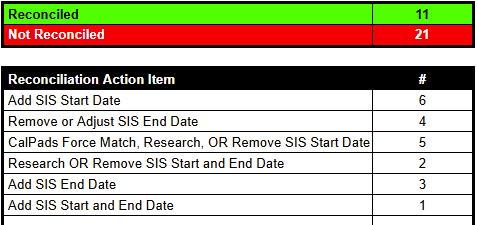 Reconciled 11
Not Reconciled 21
Reconciliation Action Item #
Add SIS Start Date 6
Remove or Adjust SIS End Date 4
CalPads Force Match, Research, OR Remove SIS Start Date 5
Research OR Remove SIS Start and End Date 2
Add SIS End Date 3
Add SIS Start and End Date 1